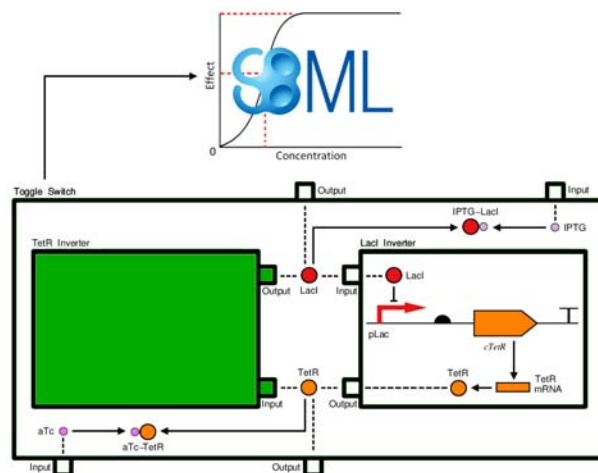 Effect
SBML
0
Concentration
Toggle Switch
Output
Input
IPTG-LacI
IPTG
TetR Inverter
LacI Inverter
Output
LacI
Input
LacI
pLac
cTetR
TetR
TetR
TetR
mRNA
Input
Output
aTc
aTc-TetR
Input
Output